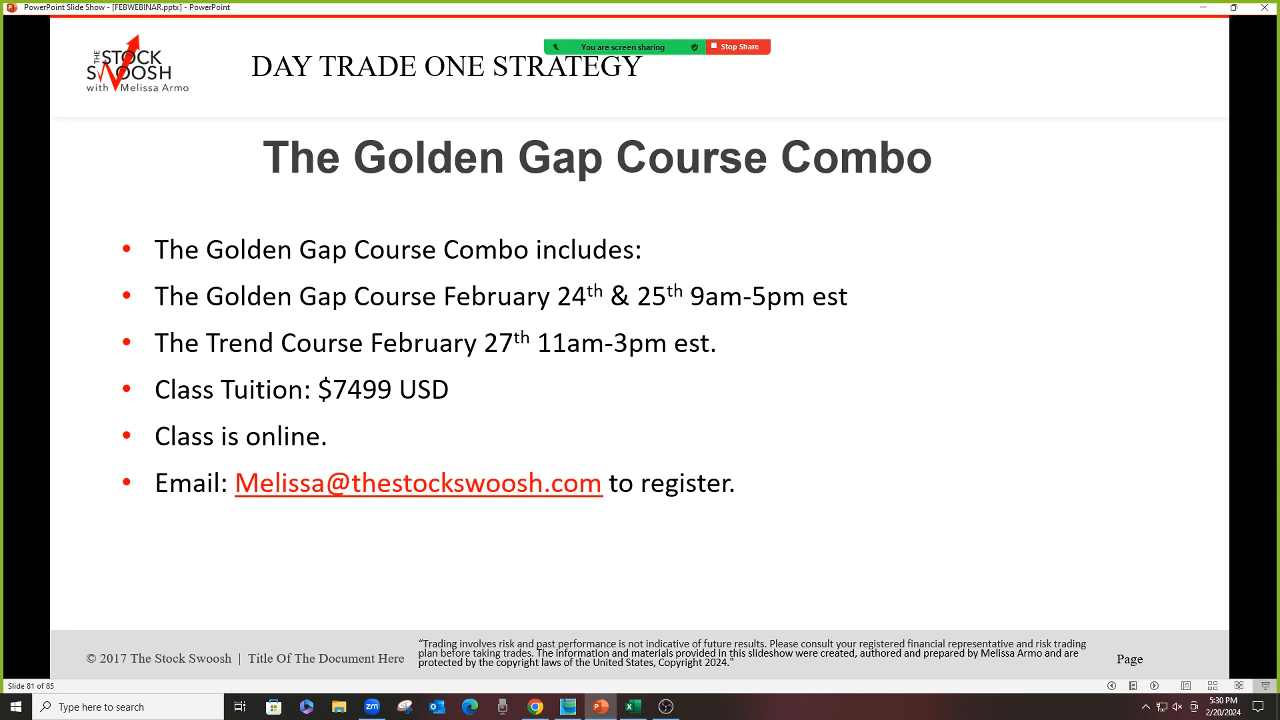 PowerPoint Slide Show - [FEBWEBINAR.pptx] - PowerPoint
You are screen sharing
Stop Share
THE
STOCK
SWOOSH
with Melissa Armo
DAY TRADE ONE STRATEGY
The Golden Gap Course Combo
• The Golden Gap Course Combo includes:
• The Golden Gap Course February 24th & 25th 9am-5pm est
• The Trend Course February 27th 11am-3pm est.
• Class Tuition: $7499 USD
• Class is online.
• Email: Melissa@thestockswoosh.com to register.
© 2017 The Stock Swoosh | Title Of The Document Here
“Trading involves risk and past performance is not indicative of future results. Please consult your registered financial representative and risk trading
plan before taking trades. The information and materials provided in this slideshow were created, authored and prepared by Melissa Armo and are
protected by the copyright laws of the United States, Copyright 2024."
Page
Slide 81 of 85
Type here to search
5:30 PM
2/20/2024